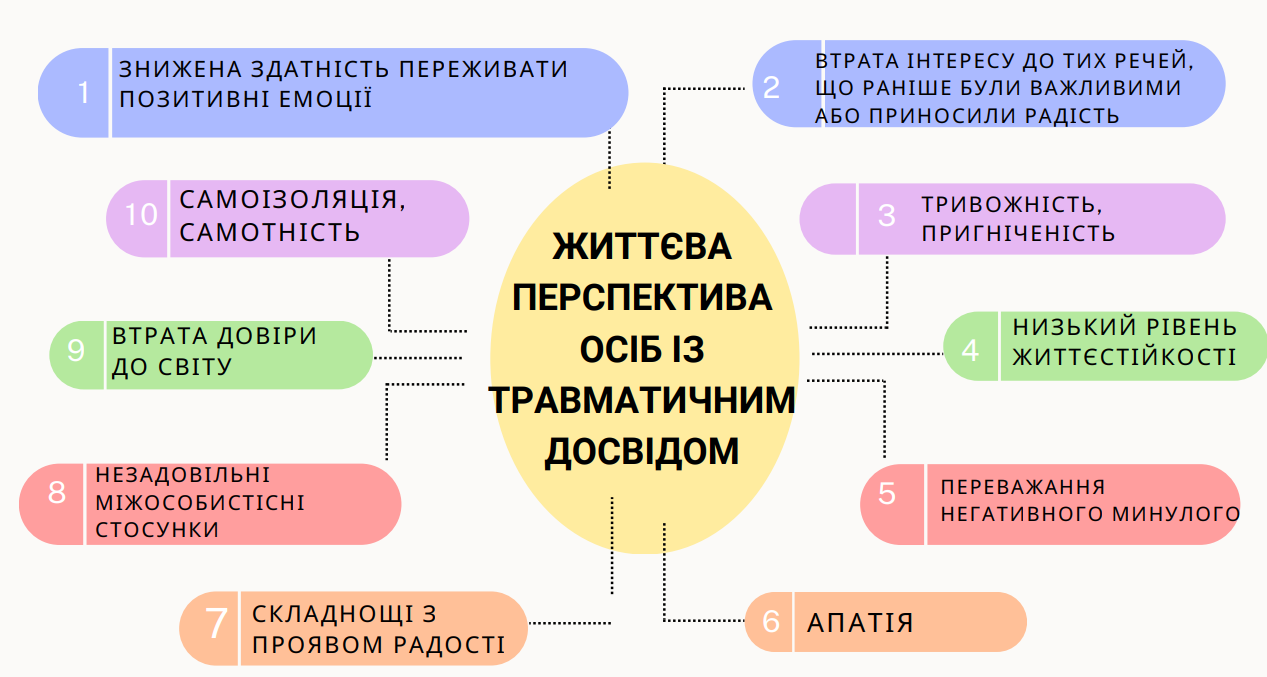 1
ЗНИЖЕНА ЗДАТНІСТЬ ПЕРЕЖИВАТИ
ПОЗИТИВНІ ЕМОЦІЇ
2
ВТРАТА ІНТЕРЕСУ ДО ТИХ РЕЧЕЙ,
ЩО РАНІШЕ БУЛИ ВАЖЛИВИМИ
АБО ПРИНОСИЛИ РАДІСТЬ
10
САМОІЗОЛЯЦІЯ,
САМОТНІСТЬ
3
ТРИВОЖНІСТЬ,
ПРИГНІЧЕНІСТЬ
ЖИТТЄВА
ПЕРСПЕКТИВА
ОСІБ ІЗ
ТРАВМАТИЧНИМ
ДОСВІДОМ
9
ВТРАТА ДОВІРИ
ДО СВІТУ
4
НИЗЬКИЙ РІВЕНЬ
ЖИТТЄСТІЙКОСТІ
8
НЕЗАДОВІЛЬНІ
МІЖОСОБИСТІСНІ
СТОСУНКИ
5
ПЕРЕВАЖАННЯ
НЕГАТИВНОГО МИНУЛОГО
7
СКЛАДНОЩІ З
ПРОЯВОМ РАДОСТІ
6
АПАТІЯ